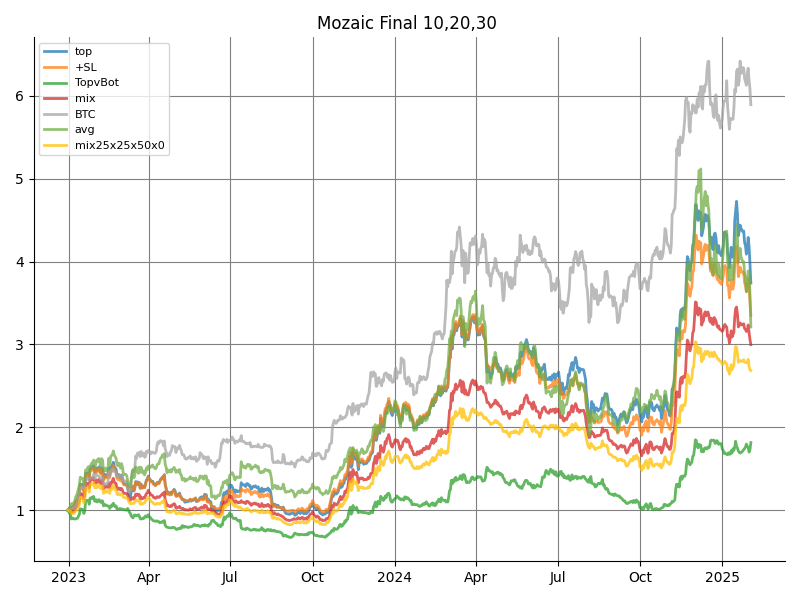 Mozaic Final 10,20,30
top
+SL
TopvBot
mix
BTC
avg
mix25x25x50x0
6
5
4
3
2
1
2023 Apr Jul Oct 2024 Apr Jul Oct 2025